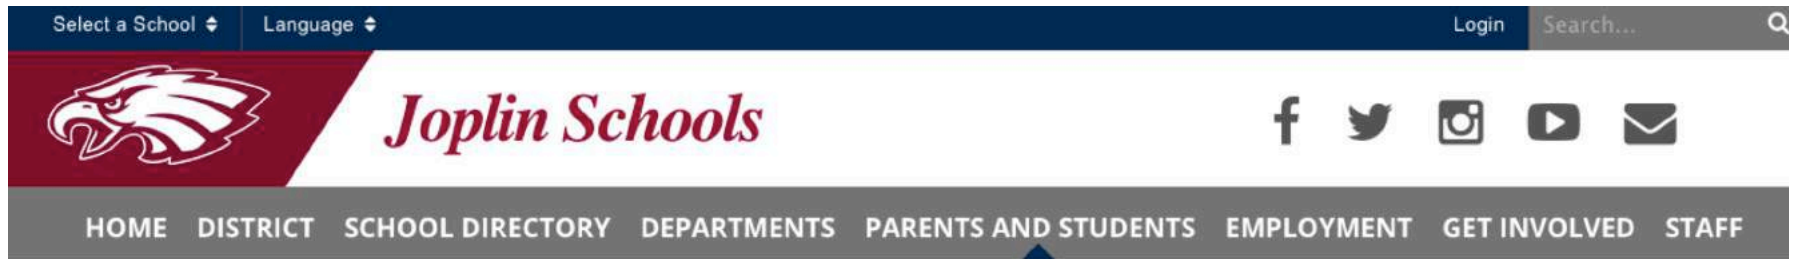 Select a School Language Login Search...
Joplin Schools
HOME DISTRICT SCHOOL DIRECTORY DEPARTMENTS PARENTS AND STUDENTS EMPLOYMENT GET INVOLVED STAFF